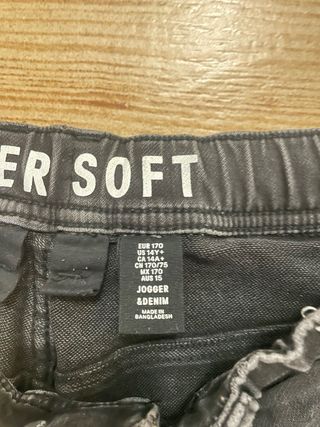 ER SOFT
EUR 170
US 14Y+
CA 14A+
CN 170/75
MX 170
AUS 15
JOGGER
&DENIM
MADE IN
BANGLADESH